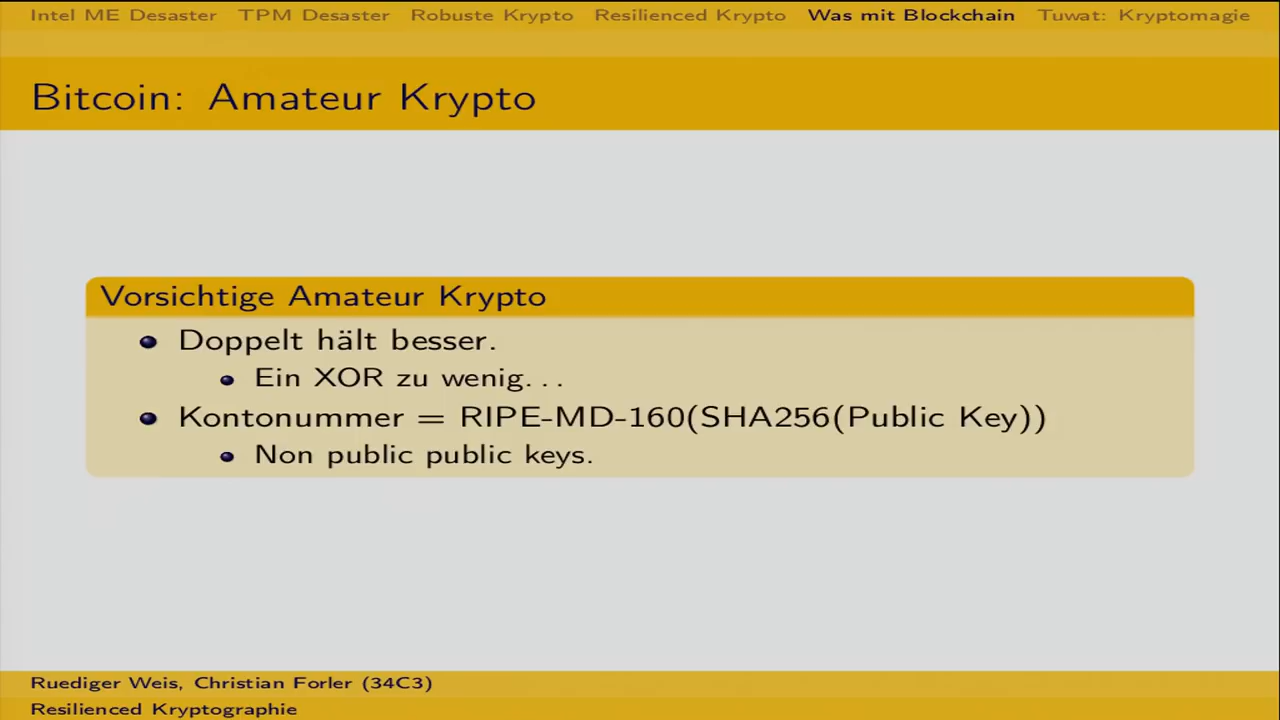 Intel ME Desaster TPM Desaster Robuste Krypto Resilienced Krypto Was mit Blockchain Tuwat: Kryptomagie
Bitcoin: Amateur Krypto
Vorsichtige Amateur Krypto
Doppelt hält besser.
Ein XOR zu wenig...
Kontonummer = RIPE-MD-160(SHA256(Public Key))
Non public public keys.
Ruediger Weis, Christian Forler (34C3)
Resilienced Kryptographie